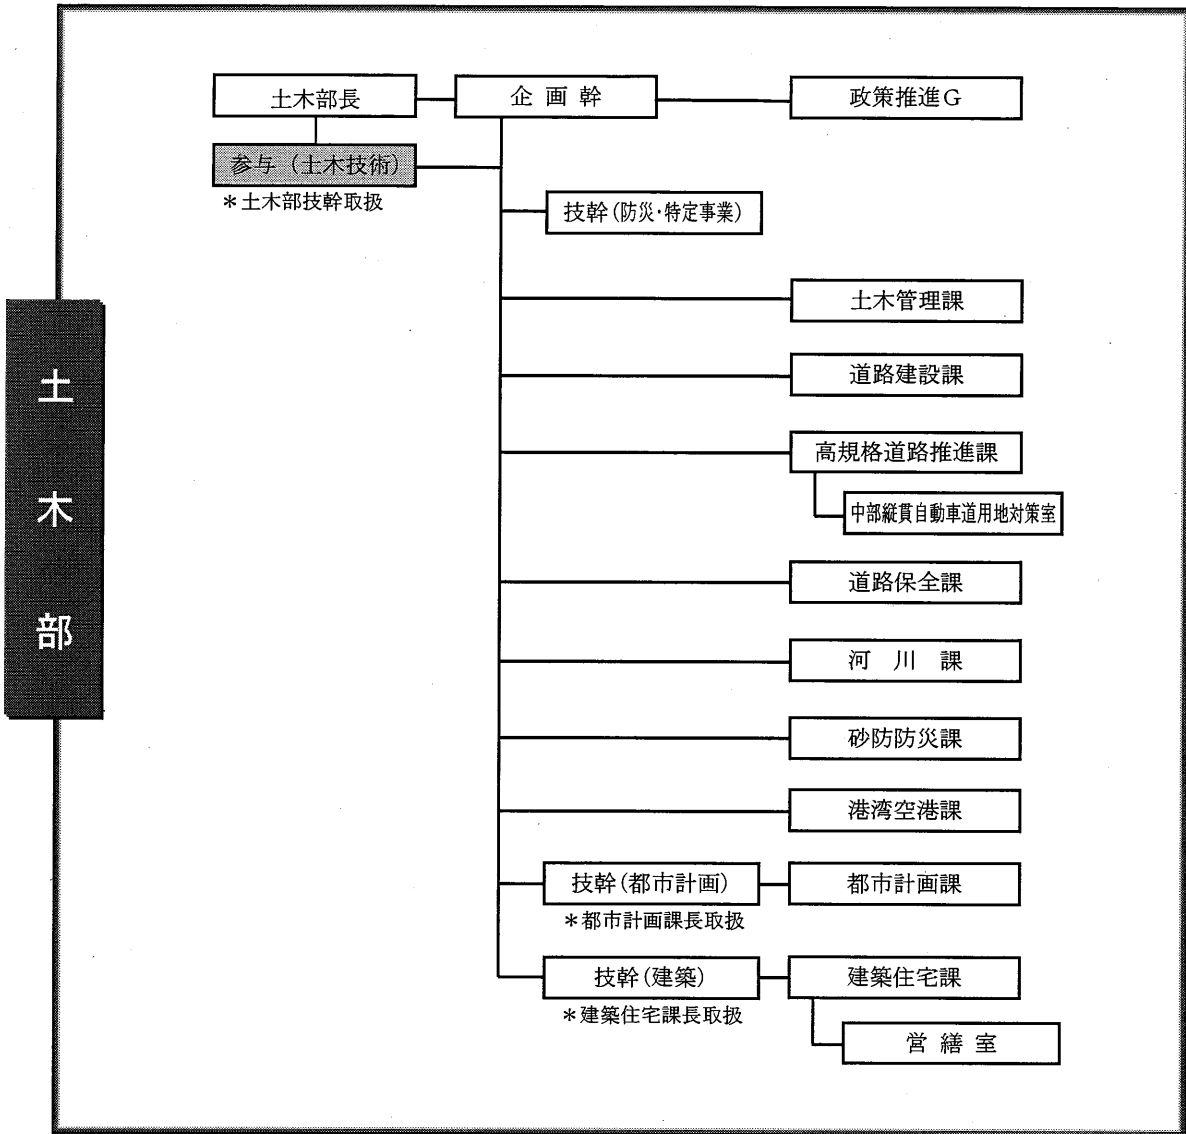 土木部
土木部長
企画幹
政策推進G
参与（土木技術）
＊土木部技幹取扱
技幹(防災・特定事業)
土木管理課
道路建設課
高規格道路推進課
中部縦貫自動車道用地対策室
道路保全課
河川課
砂防防災課
港湾空港課
技幹(都市計画)
都市計画課
＊都市計画課長取扱
技幹(建築)
建築住宅課
＊建築住宅課長取扱
営繕室